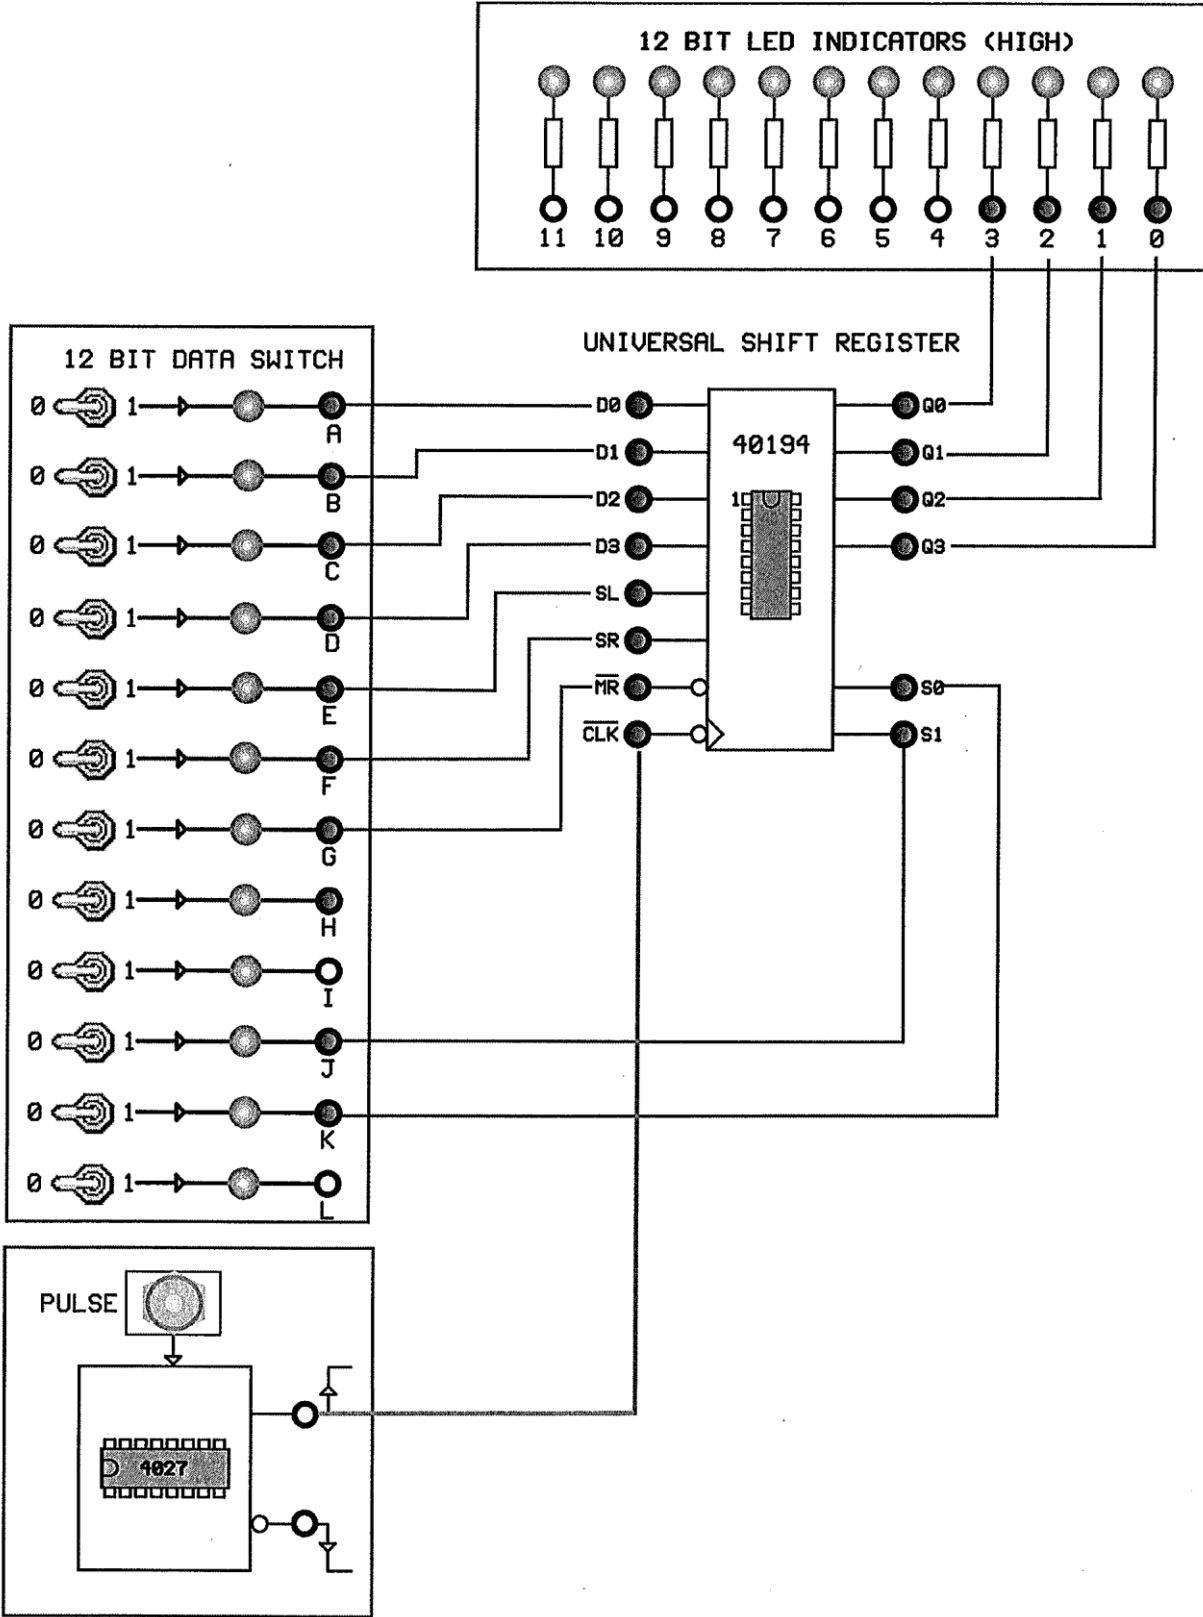 12 BIT LED INDICATORS (HIGH)
11 10 9 8 7 6 5 4 3 2 1 0
UNIVERSAL SHIFT REGISTER
12 BIT DATA SWITCH
0 1 A
0 1 B
0 1 C
0 1 D
0 1 E
0 1 F
0 1 G
0 1 H
0 1 I
0 1 J
0 1 K
0 1 L
D0
D1
D2
D3
SL
SR
M̅R̅
C̅L̅K̅
40194
1
Q0
Q1
Q2
Q3
S0
S1
PULSE
4027